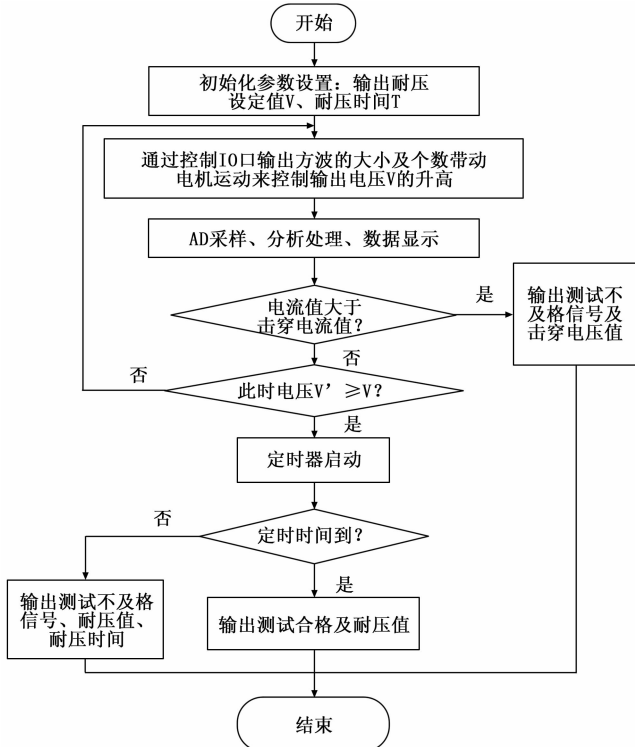 开始
初始化参数设置：输出耐压
设定值V、耐压时间T
通过控制IO口输出方波的大小及个数带动
电机运动来控制输出电压V的升高
AD采样、分析处理、数据显示
电流值大于
击穿电流值？
是
输出测试不
及格信号及
击穿电压值
否
否
此时电压V’≥V？
是
定时器启动
否
定时时间到？
是
输出测试不及格
信号、耐压值、
耐压时间
输出测试合格及耐压值
结束